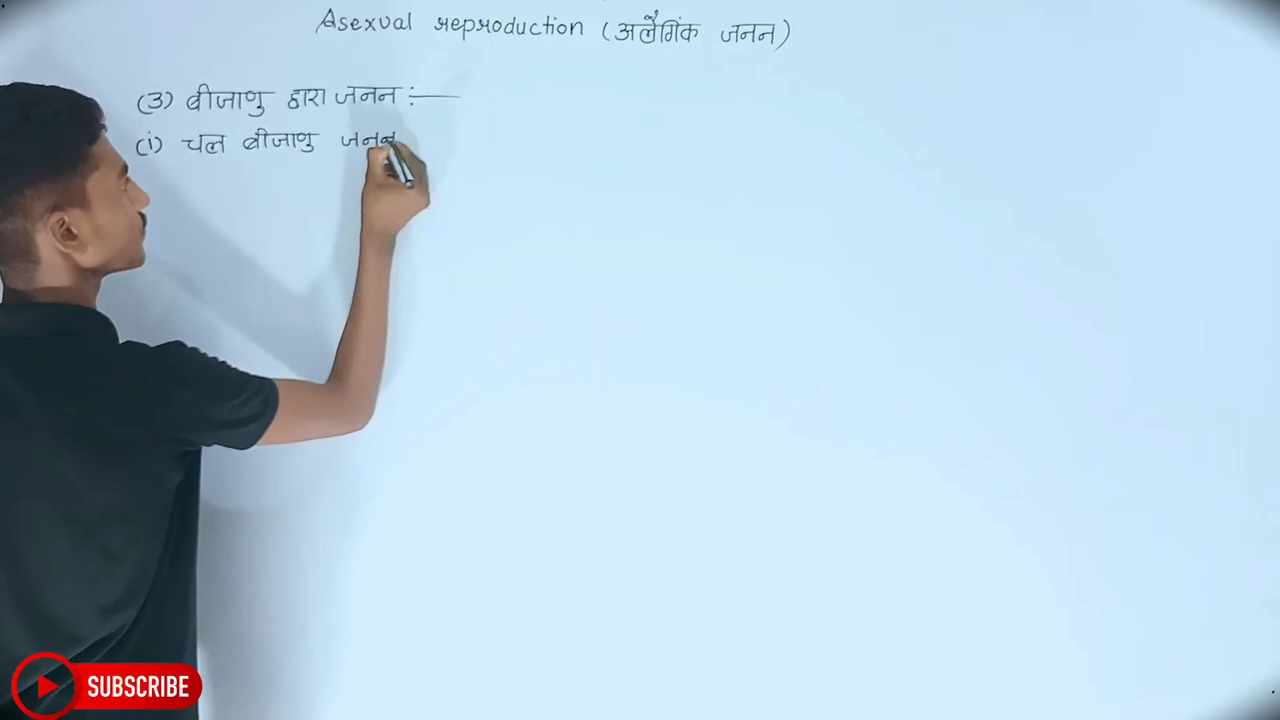 Asexual reproduction (अलैगिंक जनन)
(3) बीजाणु द्वारा जनन :—
(i) चल बीजाणु जनन
SUBSCRIBE